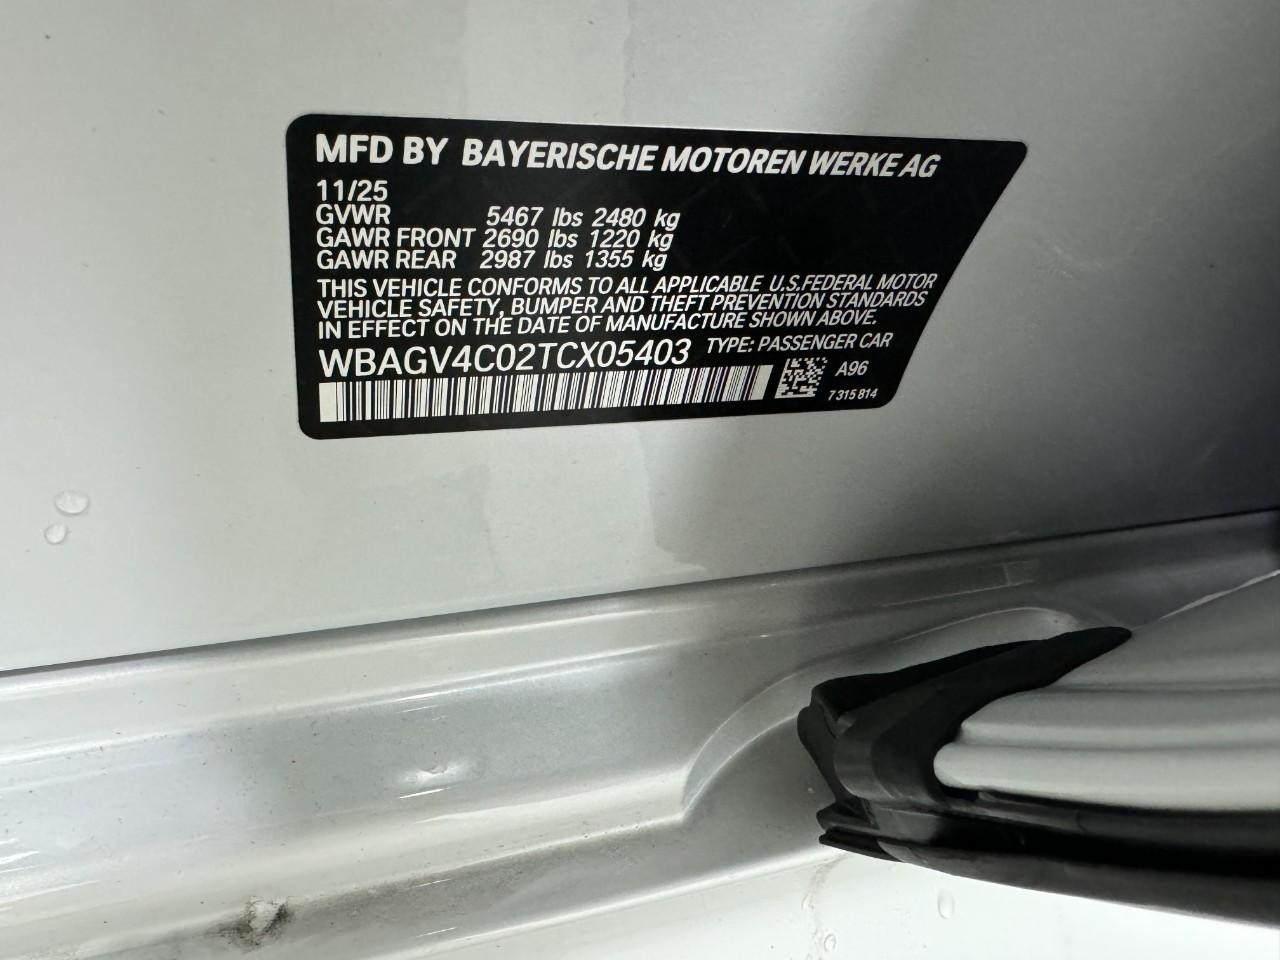 MFD BY BAYERISCHE MOTOREN WERKE AG
11/25
GVWR 5467 lbs 2480 kg
GAWR FRONT 2690 lbs 1220 kg
GAWR REAR 2987 lbs 1355 kg
THIS VEHICLE CONFORMS TO ALL APPLICABLE U.S.FEDERAL MOTOR
VEHICLE SAFETY, BUMPER AND THEFT PREVENTION STANDARDS
IN EFFECT ON THE DATE OF MANUFACTURE SHOWN ABOVE.
WBAGV4C02TCX05403 TYPE: PASSENGER CAR
A96
7 315 814